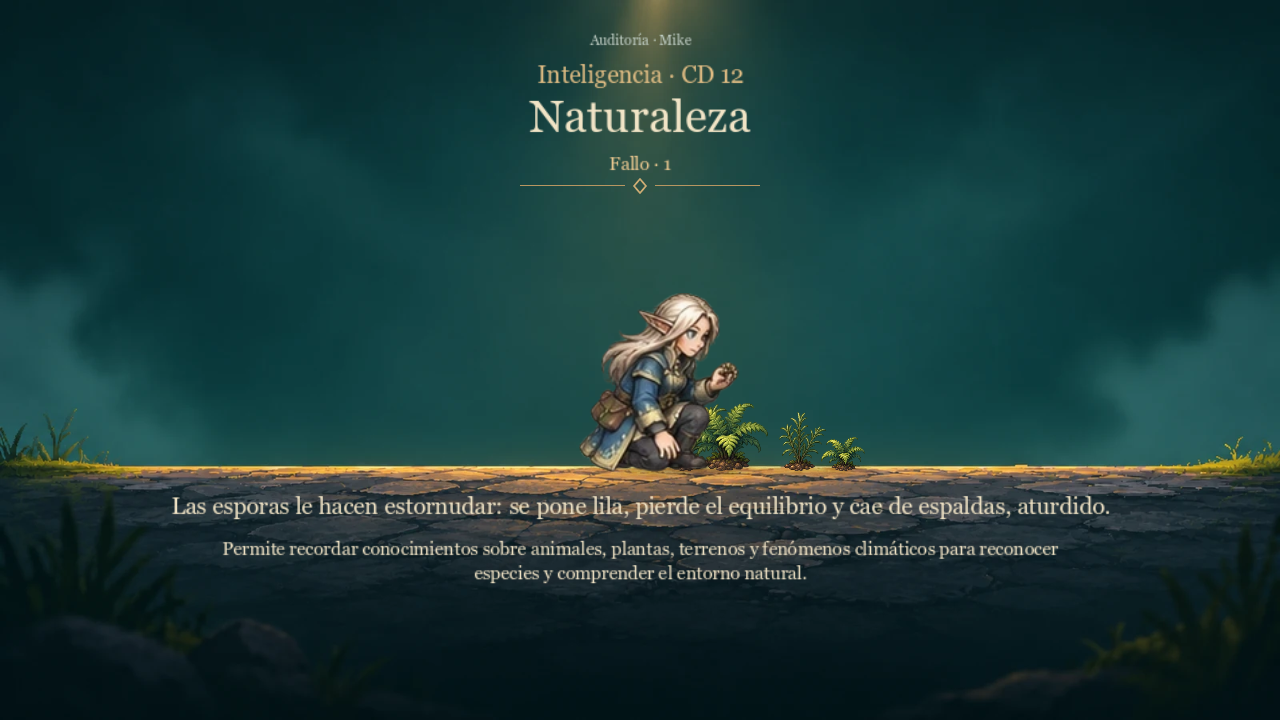 Auditoría · Mike
Inteligencia · CD 12
Naturaleza
Fallo · 1
Las esporas le hacen estornudar: se pone lila, pierde el equilibrio y cae de espaldas, aturdido.
Permite recordar conocimientos sobre animales, plantas, terrenos y fenómenos climáticos para reconocer
especies y comprender el entorno natural.